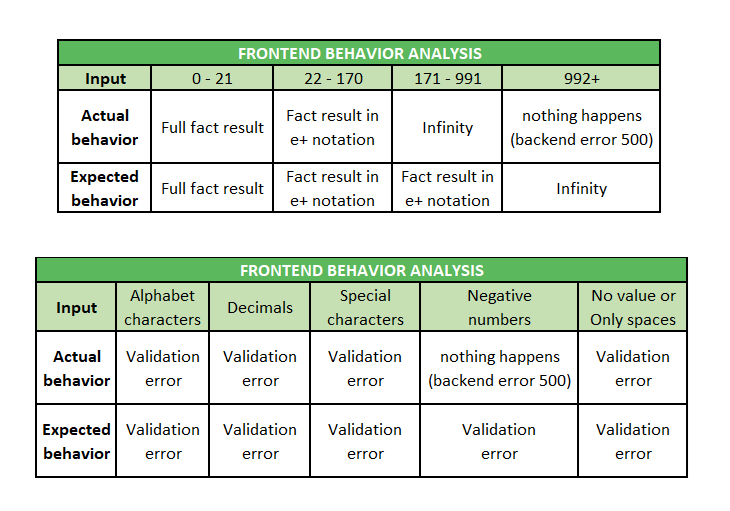 FRONTEND BEHAVIOR ANALYSIS
Input 0 - 21 22 - 170 171 - 991 992+
Actual behavior Full fact result Fact result in e+ notation Infinity nothing happens (backend error 500)
Expected behavior Full fact result Fact result in e+ notation Fact result in e+ notation Infinity
FRONTEND BEHAVIOR ANALYSIS
Input Alphabet characters Decimals Special characters Negative numbers No value or Only spaces
Actual behavior Validation error Validation error Validation error nothing happens (backend error 500) Validation error
Expected behavior Validation error Validation error Validation error Validation error Validation error